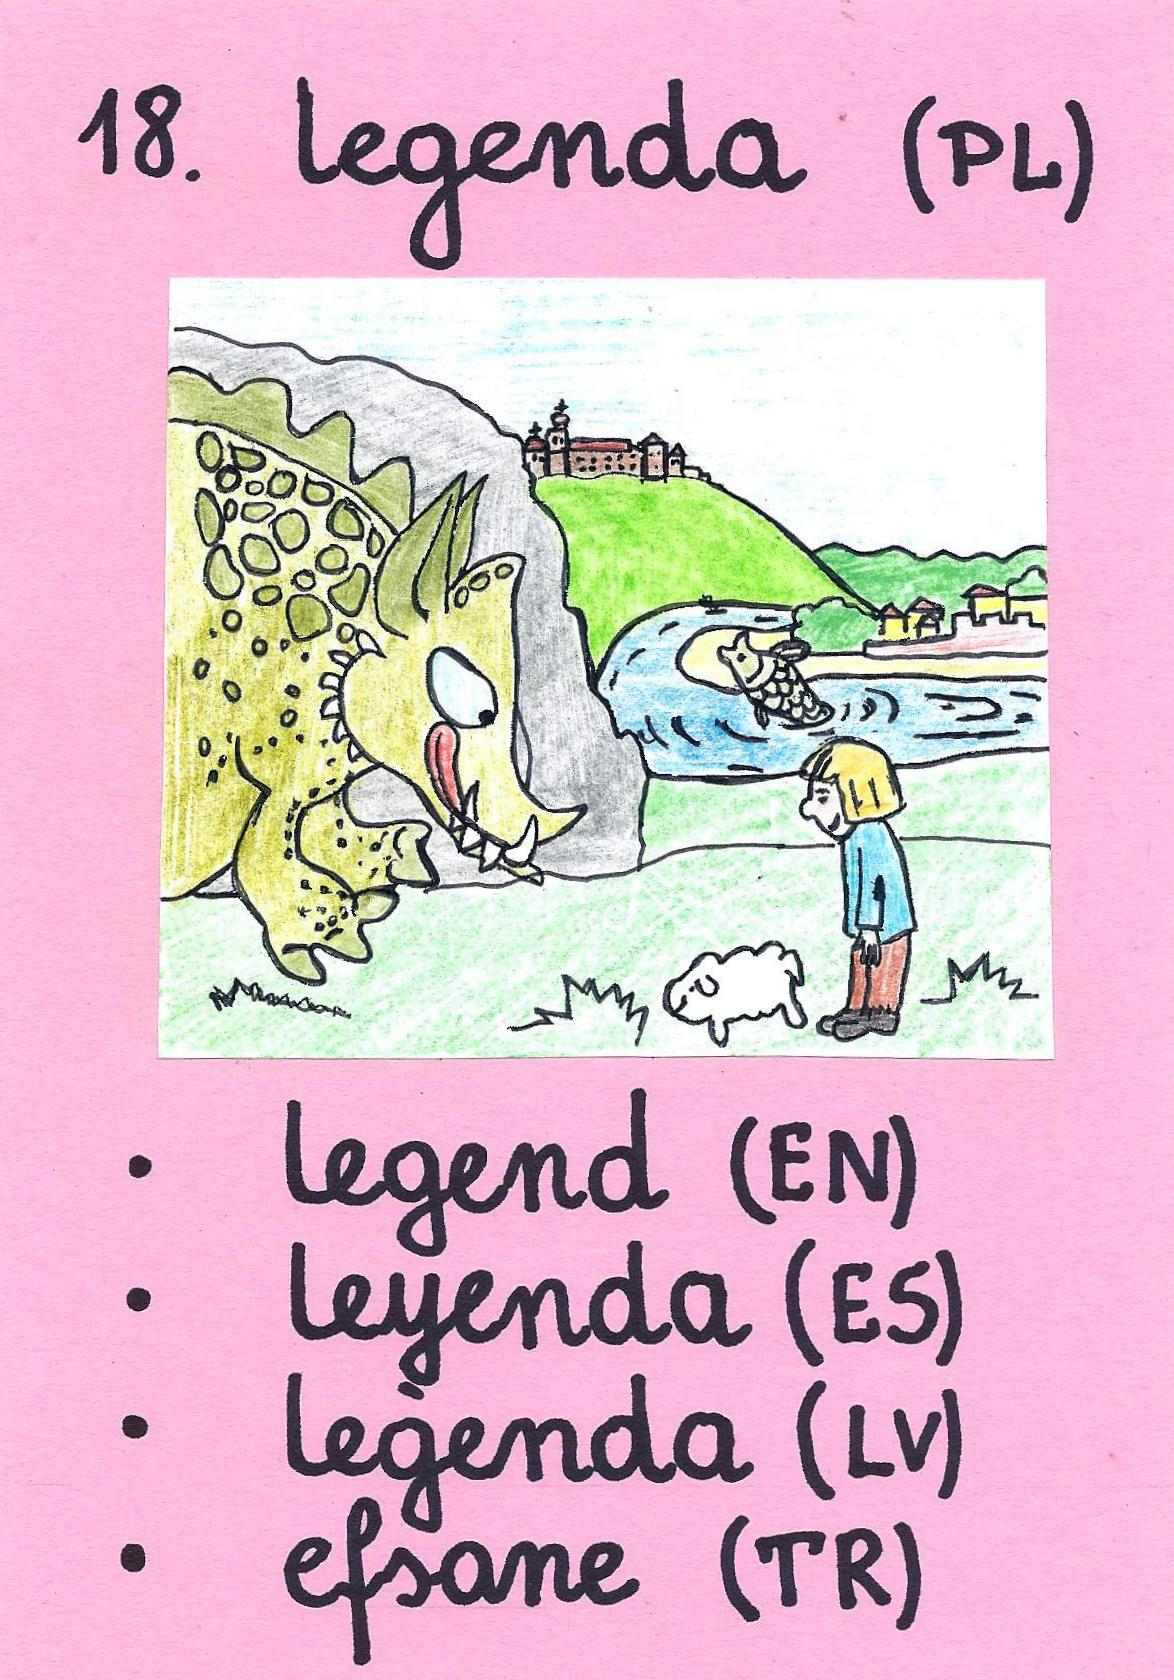 18. legenda (PL)
• legend (EN)
• leyenda (ES)
• leģenda (LV)
• efsane (TR)